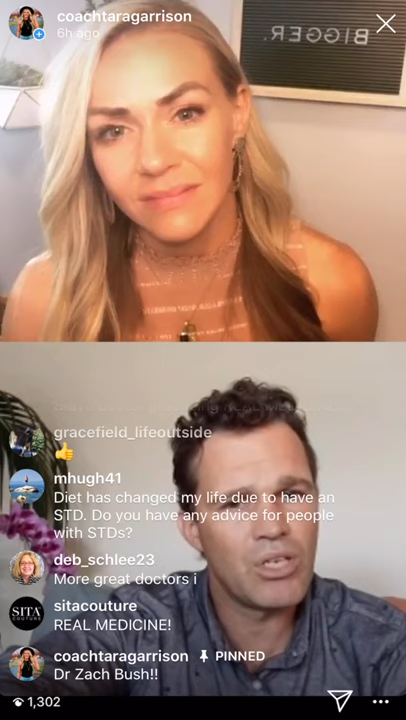 coachtaragarrison
6h ago
BIGGER.
gracefield_lifeoutside
👍
mhugh41
Diet has changed my life due to have an
STD. Do you have any advice for people
with STDs?
deb_schlee23
More great doctors i
SITA
COUTURE
sitacouture
REAL MEDICINE!
coachtaragarrison PINNED
Dr Zach Bush!!
1,302